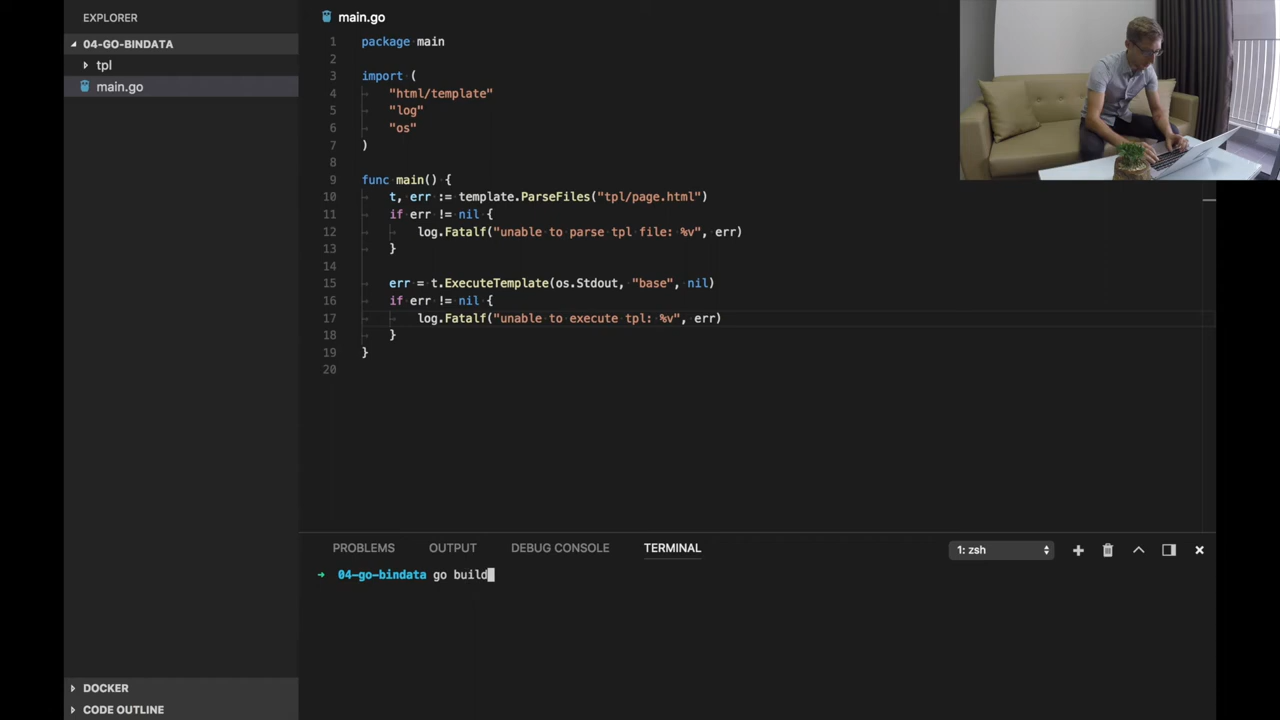 EXPLORER
04-GO-BINDATA
tpl
main.go
main.go
1 package main
2
3 import (
4 "html/template"
5 "log"
6 "os"
7 )
8
9 func main() {
10 t, err := template.ParseFiles("tpl/page.html")
11 if err != nil {
12 log.Fatalf("unable to parse tpl file: %v", err)
13 }
14
15 err = t.ExecuteTemplate(os.Stdout, "base", nil)
16 if err != nil {
17 log.Fatalf("unable to execute tpl: %v", err)
18 }
19 }
20
PROBLEMS OUTPUT DEBUG CONSOLE TERMINAL 1: zsh
➜ 04-go-bindata go build
DOCKER
CODE OUTLINE